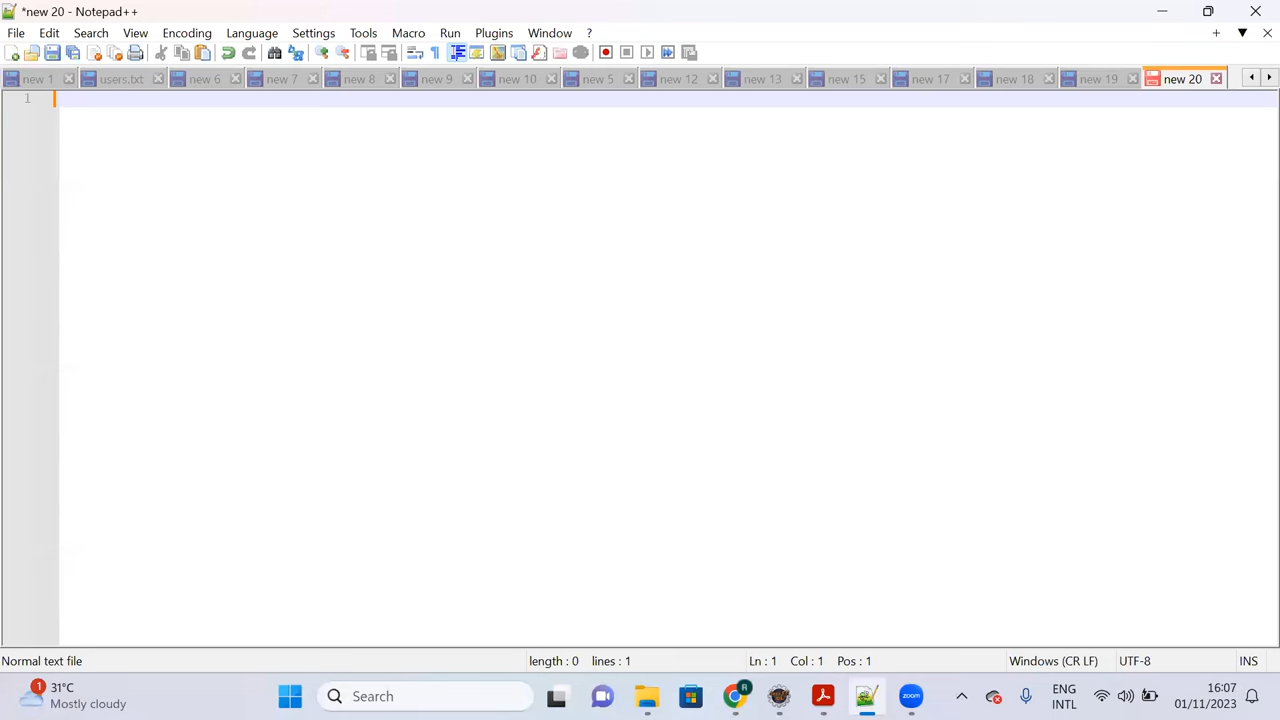 *new 20 - Notepad++
File Edit Search View Encoding Language Settings Tools Macro Run Plugins Window ?
new 1 users.txt new 6 new 7 new 8 new 9 new 10 new 5 new 12 new 13 new 15 new 17 new 18 new 19 new 20
1
Normal text file length : 0 lines : 1 Ln : 1 Col : 1 Pos : 1 Windows (CR LF) UTF-8 INS
1 31°C
Mostly cloudy
Search
R
zoom
ENG
INTL
16:07
01/11/2023